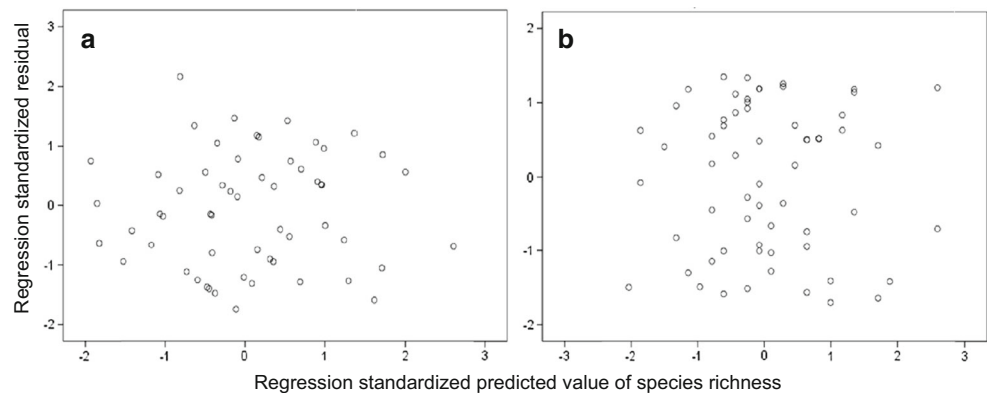 Regression standardized residual
a
3
2
1
0
-1
-2
-2 -1 0 1 2 3
b
2
1
0
-1
-2
-3 -2 -1 0 1 2 3
Regression standardized predicted value of species richness